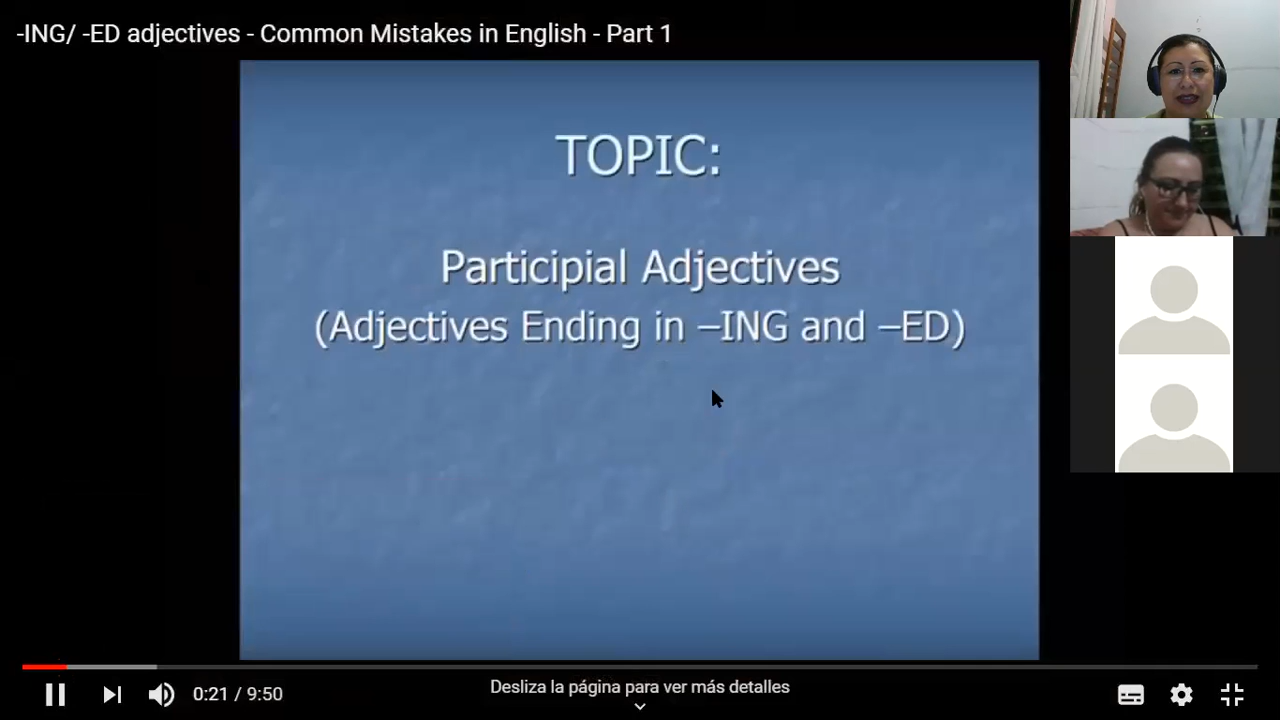 -ING/ -ED adjectives - Common Mistakes in English - Part 1
TOPIC:
Participial Adjectives
(Adjectives Ending in –ING and –ED)
0:21 / 9:50
Desliza la página para ver más detalles